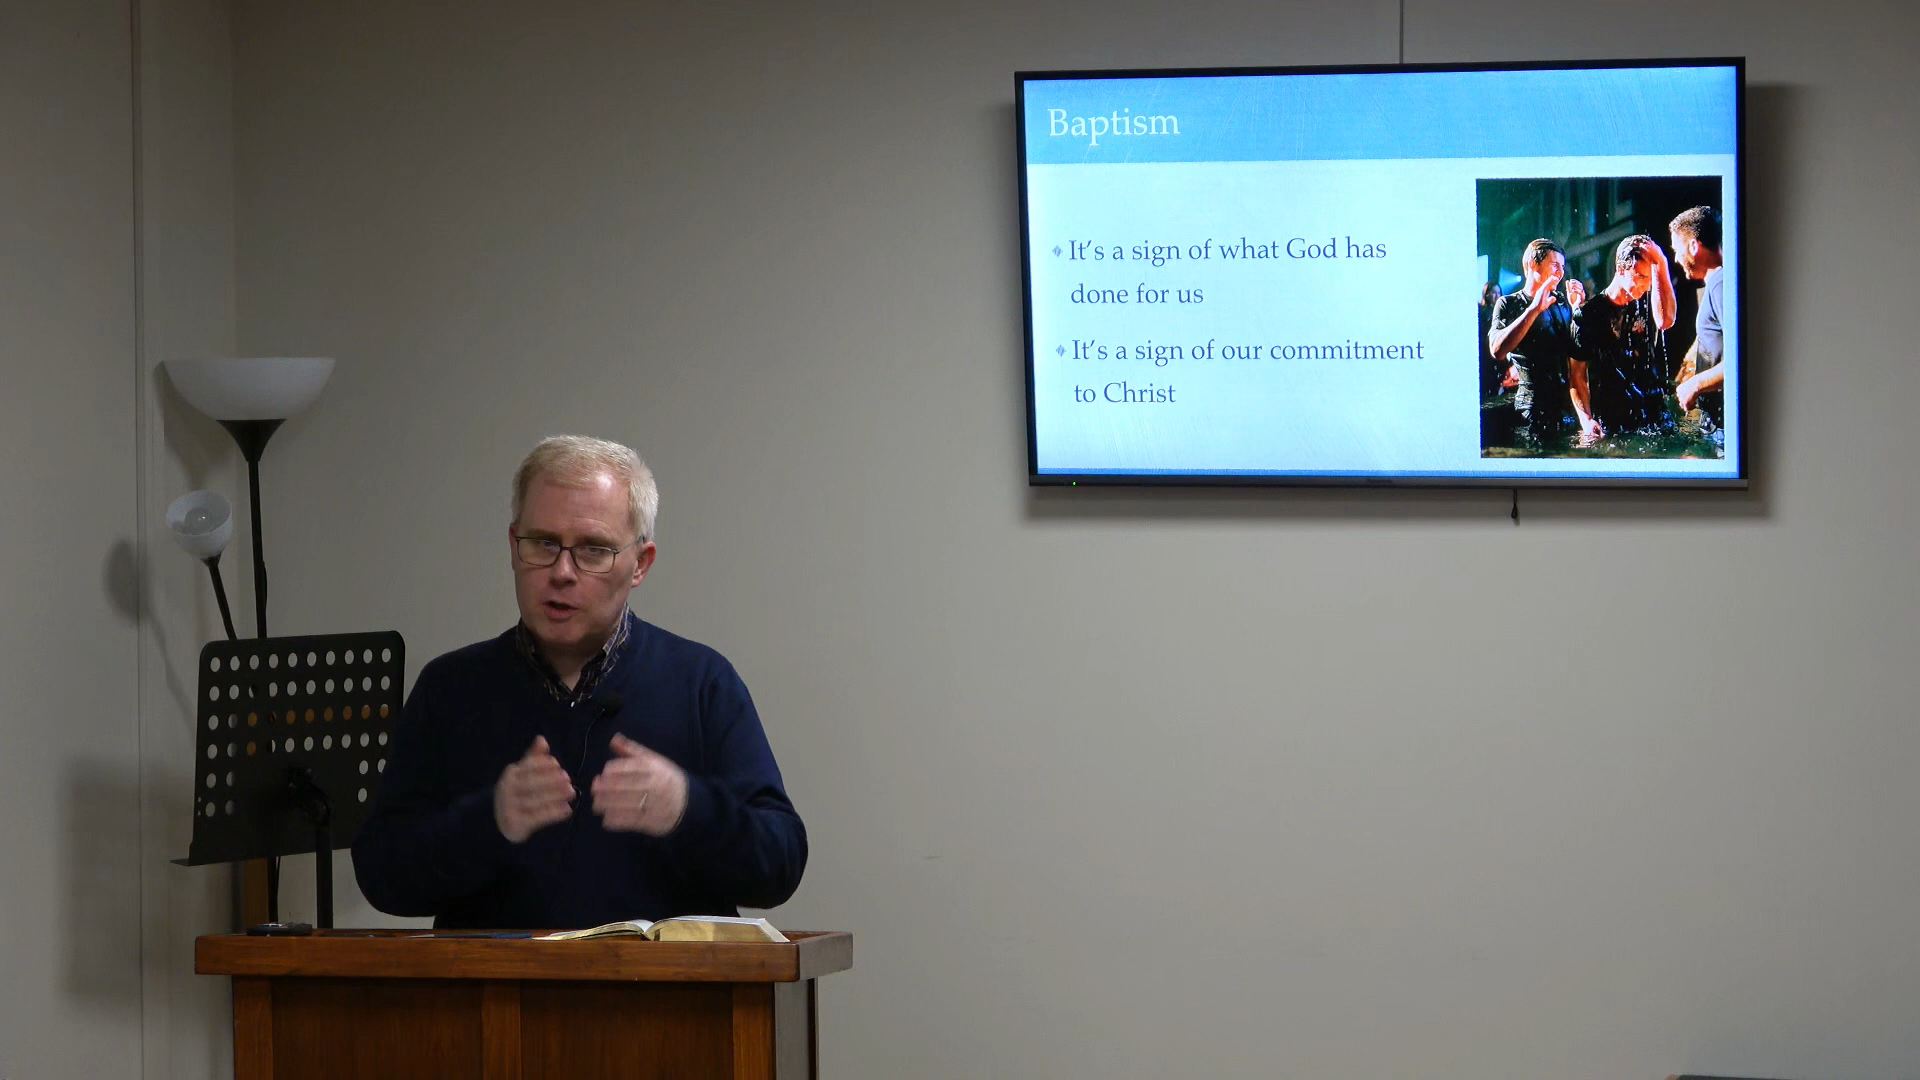 Baptism
It's a sign of what God has
done for us
It's a sign of our commitment
to Christ